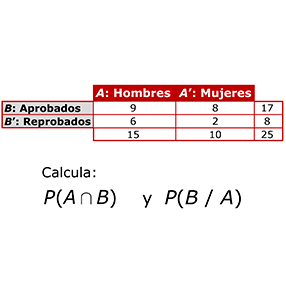 A: Hombres A’: Mujeres
B: Aprobados 9 8 17
B’: Reprobados 6 2 8
15 10 25
Calcula:
P(A∩B) y P(B / A)